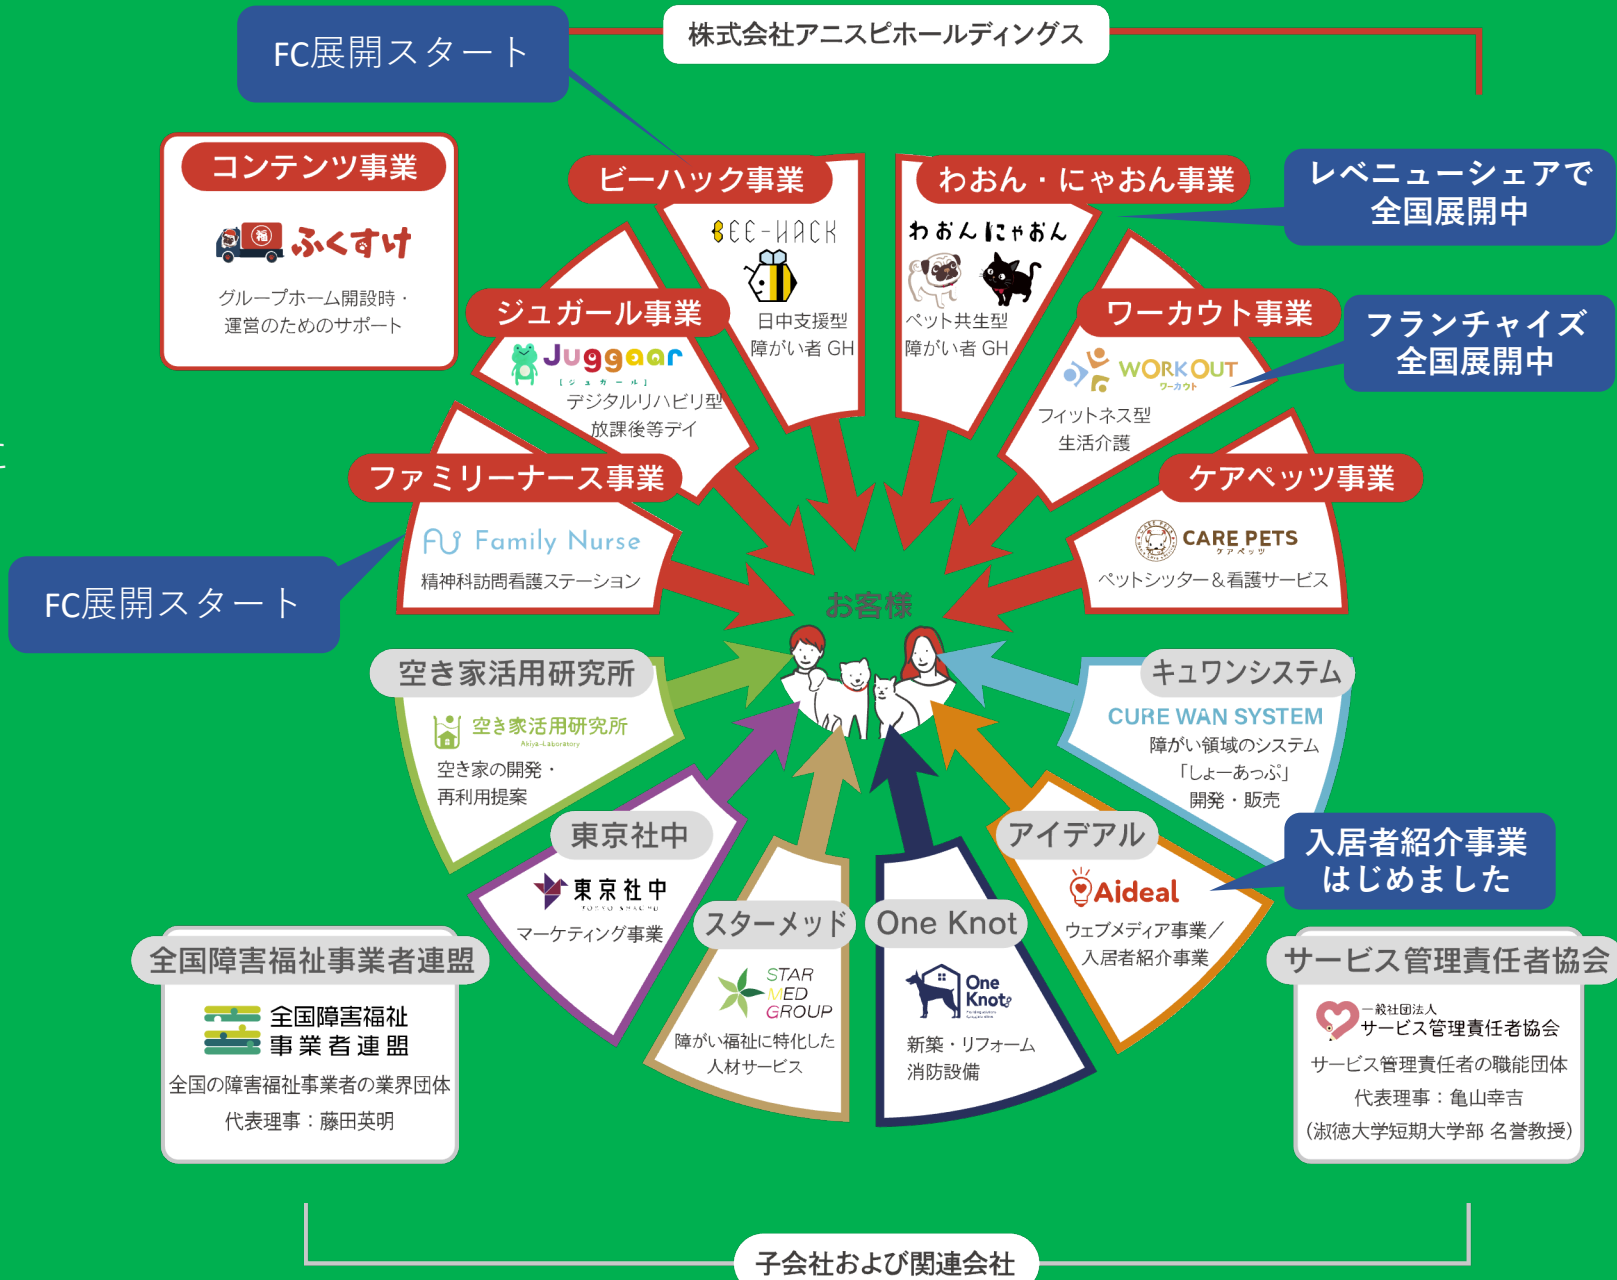 株式会社アニスピホールディングス
FC展開スタート
コンテンツ事業
ふくすけ
グループホーム開設時・
運営のためのサポート
ビーハック事業
BEE-HACK
日中支援型
障がい者 GH
わおん・にゃおん事業
わおん にゃおん
ペット共生型
障がい者 GH
レベニューシェアで
全国展開中
ジュガール事業
Juggaar
[ジュガール]
デジタルリハビリ型
放課後等デイ
ワーカウト事業
WORK OUT
ワーカウト
フィットネス型
生活介護
フランチャイズ
全国展開中
ファミリーナース事業
Family Nurse
精神科訪問看護ステーション
FC展開スタート
ケアペッツ事業
CARE PETS
ケアペッツ
ペットシッター&看護サービス
お客様
空き家活用研究所
空き家活用研究所
Akiya-Laboratory
空き家の開発・
再利用提案
キュワンシステム
CURE WAN SYSTEM
障がい領域のシステム
「しょーあっぷ」
開発・販売
東京社中
東京社中
マーケティング事業
アイデアル
Aideal
ウェブメディア事業/
入居者紹介事業
入居者紹介事業
はじめました
スターメッド
STAR
MED
GROUP
障がい福祉に特化した
人材サービス
One Knot
One
Knot
新築・リフォーム
消防設備
全国障害福祉事業者連盟
全国障害福祉
事業者連盟
全国の障害福祉事業者の業界団体
代表理事：藤田英明
サービス管理責任者協会
一般社団法人
サービス管理責任者協会
サービス管理責任者の職能団体
代表理事：亀山幸吉
(淑徳大学短期大学部 名誉教授)
子会社および関連会社